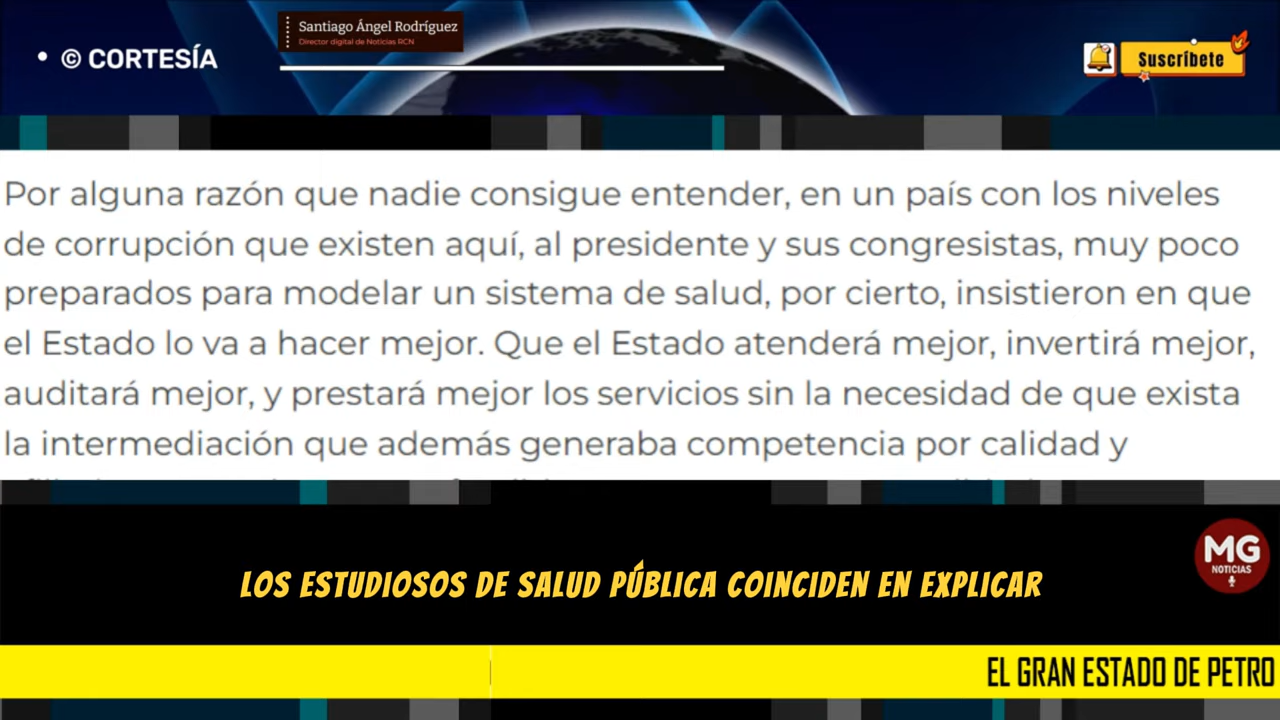 Santiago Ángel Rodríguez
Director digital de Noticias RCN
• © CORTESÍA
Suscríbete
Por alguna razón que nadie consigue entender, en un país con los niveles
de corrupción que existen aquí, al presidente y sus congresistas, muy poco
preparados para modelar un sistema de salud, por cierto, insistieron en que
el Estado lo va a hacer mejor. Que el Estado atenderá mejor, invertirá mejor,
auditará mejor, y prestará mejor los servicios sin la necesidad de que exista
la intermediación que además generaba competencia por calidad y
LOS ESTUDIOSOS DE SALUD PÚBLICA COINCIDEN EN EXPLICAR
MG
NOTICIAS
EL GRAN ESTADO DE PETRO